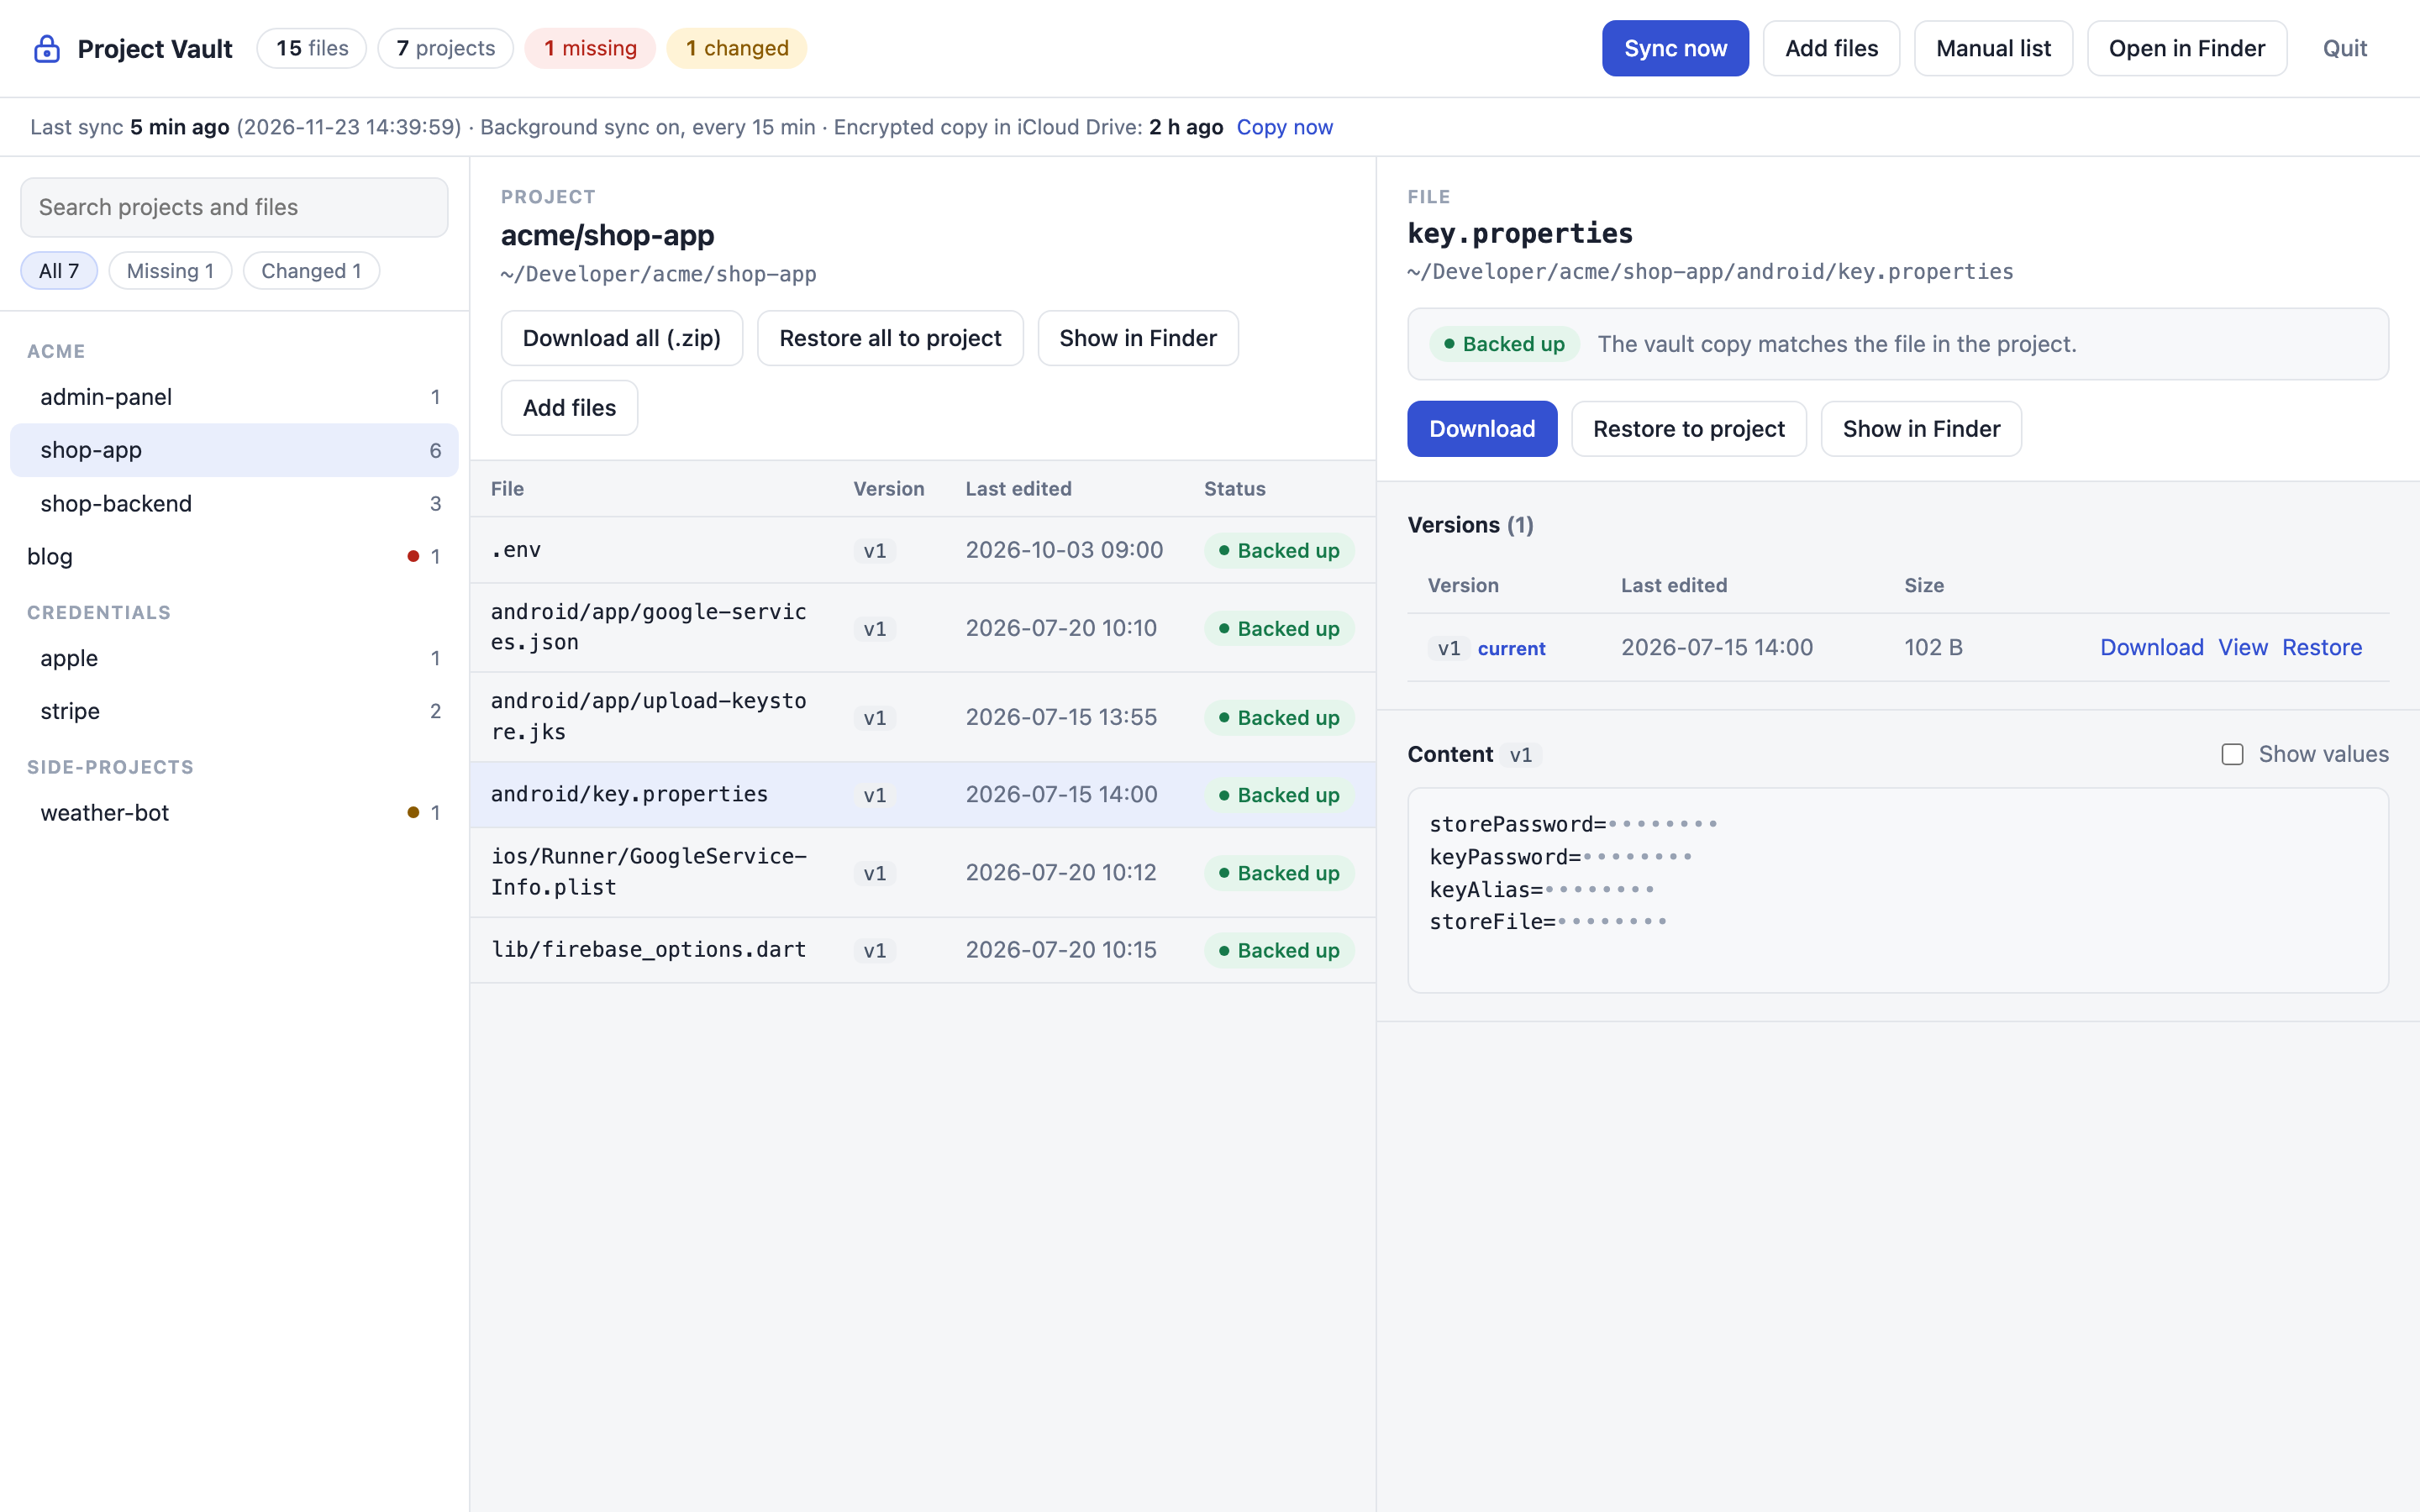 Project Vault 15 files 7 projects 1 missing 1 changed Sync now Add files Manual list Open in Finder Quit
Last sync 5 min ago (2026-11-23 14:39:59) · Background sync on, every 15 min · Encrypted copy in iCloud Drive: 2 h ago Copy now
Search projects and files
All 7 Missing 1 Changed 1
ACME
admin-panel 1
shop-app 6
shop-backend 3
blog 1
CREDENTIALS
apple 1
stripe 2
SIDE-PROJECTS
weather-bot 1
PROJECT
acme/shop-app
~/Developer/acme/shop-app
Download all (.zip) Restore all to project Show in Finder
Add files
File Version Last edited Status
.env v1 2026-10-03 09:00 Backed up
android/app/google-servic
es.json v1 2026-07-20 10:10 Backed up
android/app/upload-keysto
re.jks v1 2026-07-15 13:55 Backed up
android/key.properties v1 2026-07-15 14:00 Backed up
ios/Runner/GoogleService-
Info.plist v1 2026-07-20 10:12 Backed up
lib/firebase_options.dart v1 2026-07-20 10:15 Backed up
FILE
key.properties
~/Developer/acme/shop-app/android/key.properties
Backed up The vault copy matches the file in the project.
Download Restore to project Show in Finder
Versions (1)
Version Last edited Size
v1 current 2026-07-15 14:00 102 B Download View Restore
Content v1 Show values
storePassword=••••••••
keyPassword=••••••••
keyAlias=••••••••
storeFile=••••••••